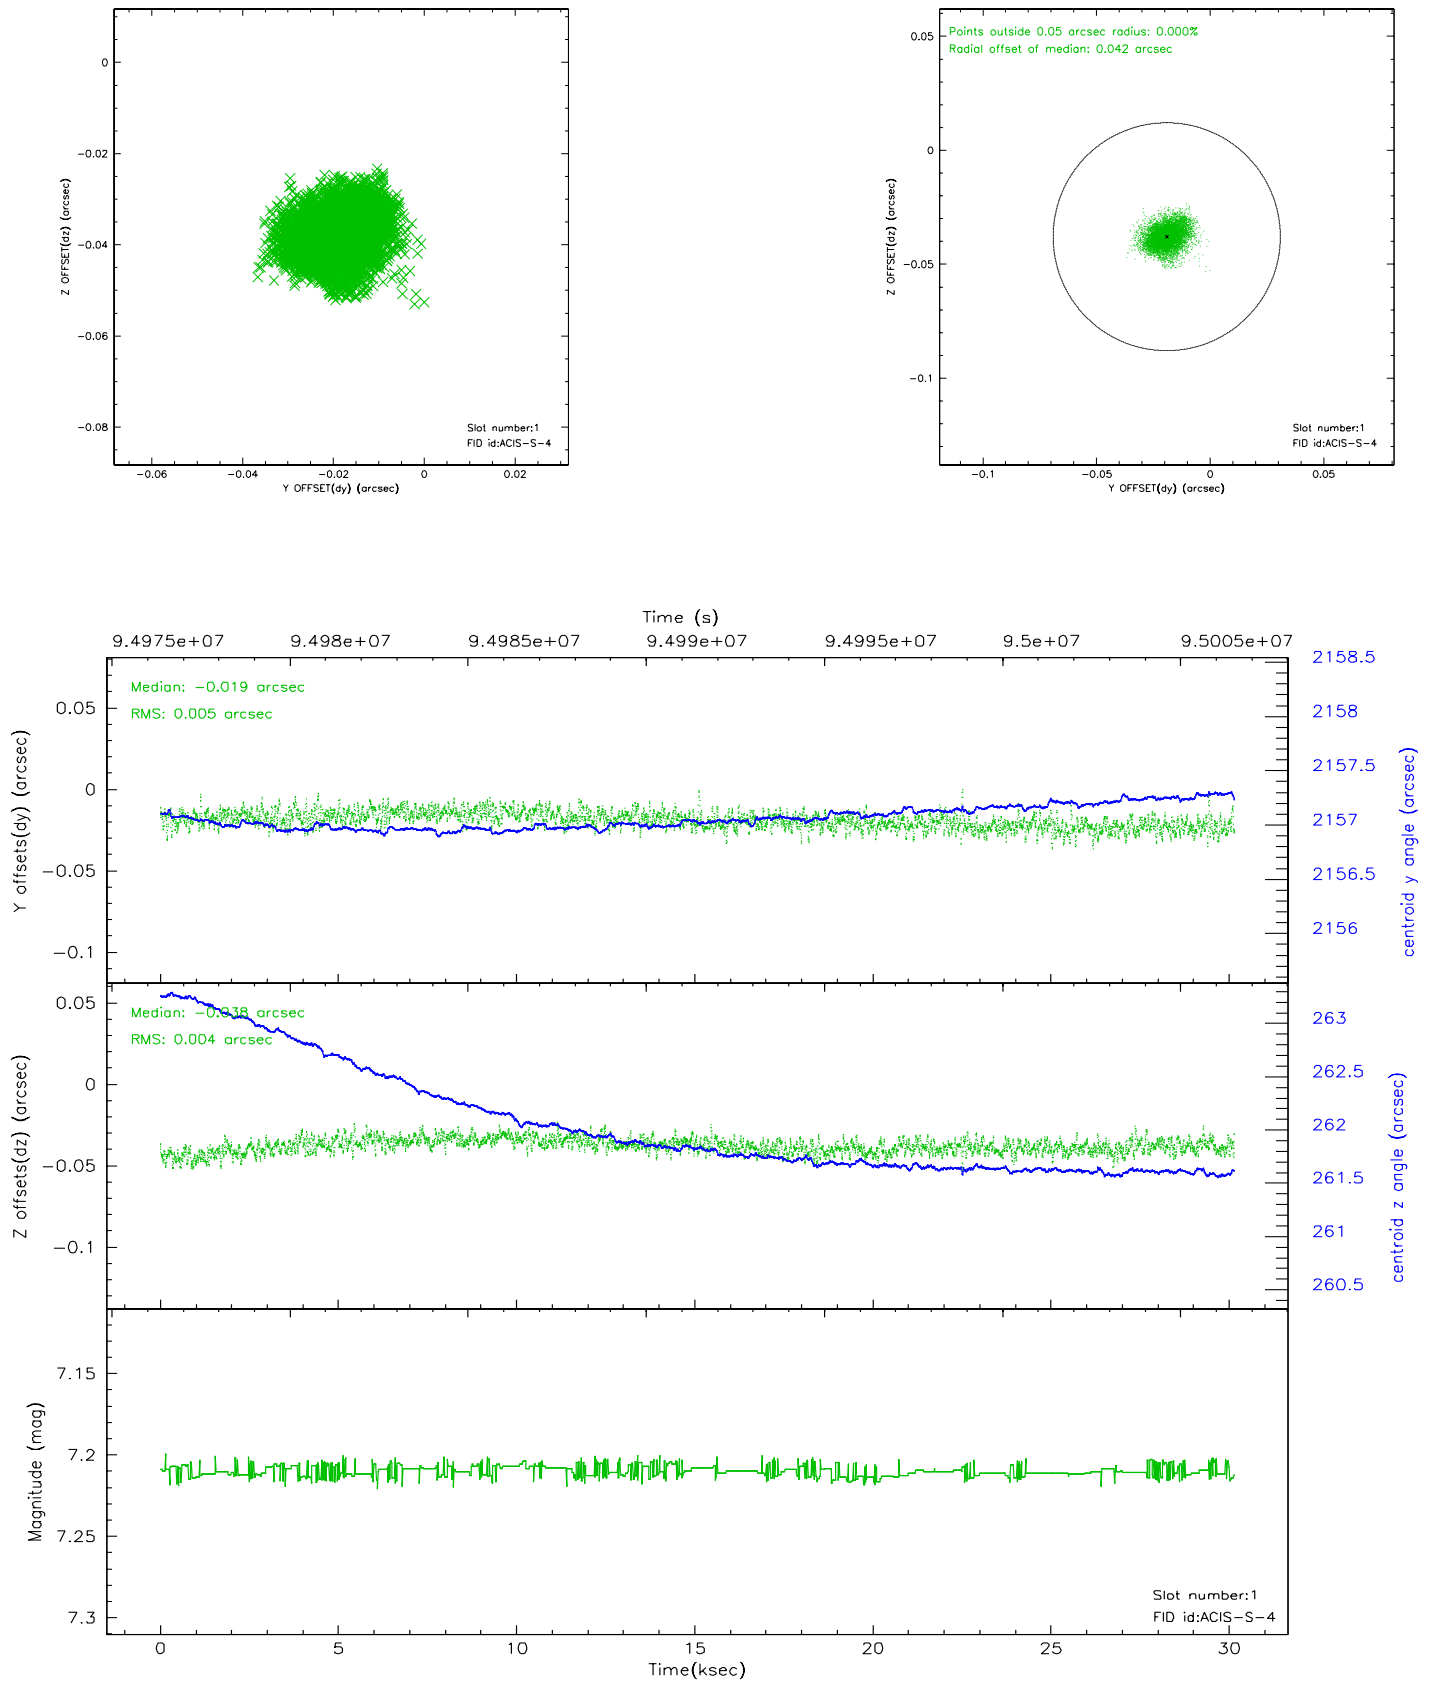 0
−0.02
−0.04
−0.06
−0.08
Z OFFSET(dz) (arcsec)
−0.06
−0.04
−0.02
0
0.02
Y OFFSET(dy) (arcsec)
Slot number:1
FID id:ACIS−S−4
Points outside 0.05 arcsec radius: 0.000%
Radial offset of median: 0.042 arcsec
0.05
0
−0.05
−0.1
Z OFFSET(dz) (arcsec)
−0.1
−0.05
0
0.05
Y OFFSET(dy) (arcsec)
Slot number:1
FID id:ACIS−S−4
Time (s)
9.4975e+07
9.498e+07
9.4985e+07
9.499e+07
9.4995e+07
9.5e+07
9.5005e+07
Median: −0.019 arcsec
RMS: 0.005 arcsec
0.05
0
−0.05
−0.1
Y offsets(dy) (arcsec)
2158.5
2158
2157.5
2157
2156.5
2156
centroid y angle (arcsec)
Median: −0.038 arcsec
RMS: 0.004 arcsec
0.05
0
−0.05
−0.1
Z offsets(dz) (arcsec)
263
262.5
262
261.5
261
260.5
centroid z angle (arcsec)
7.15
7.2
7.25
7.3
Magnitude (mag)
Slot number:1
FID id:ACIS−S−4
0
5
10
15
20
25
30
Time(ksec)